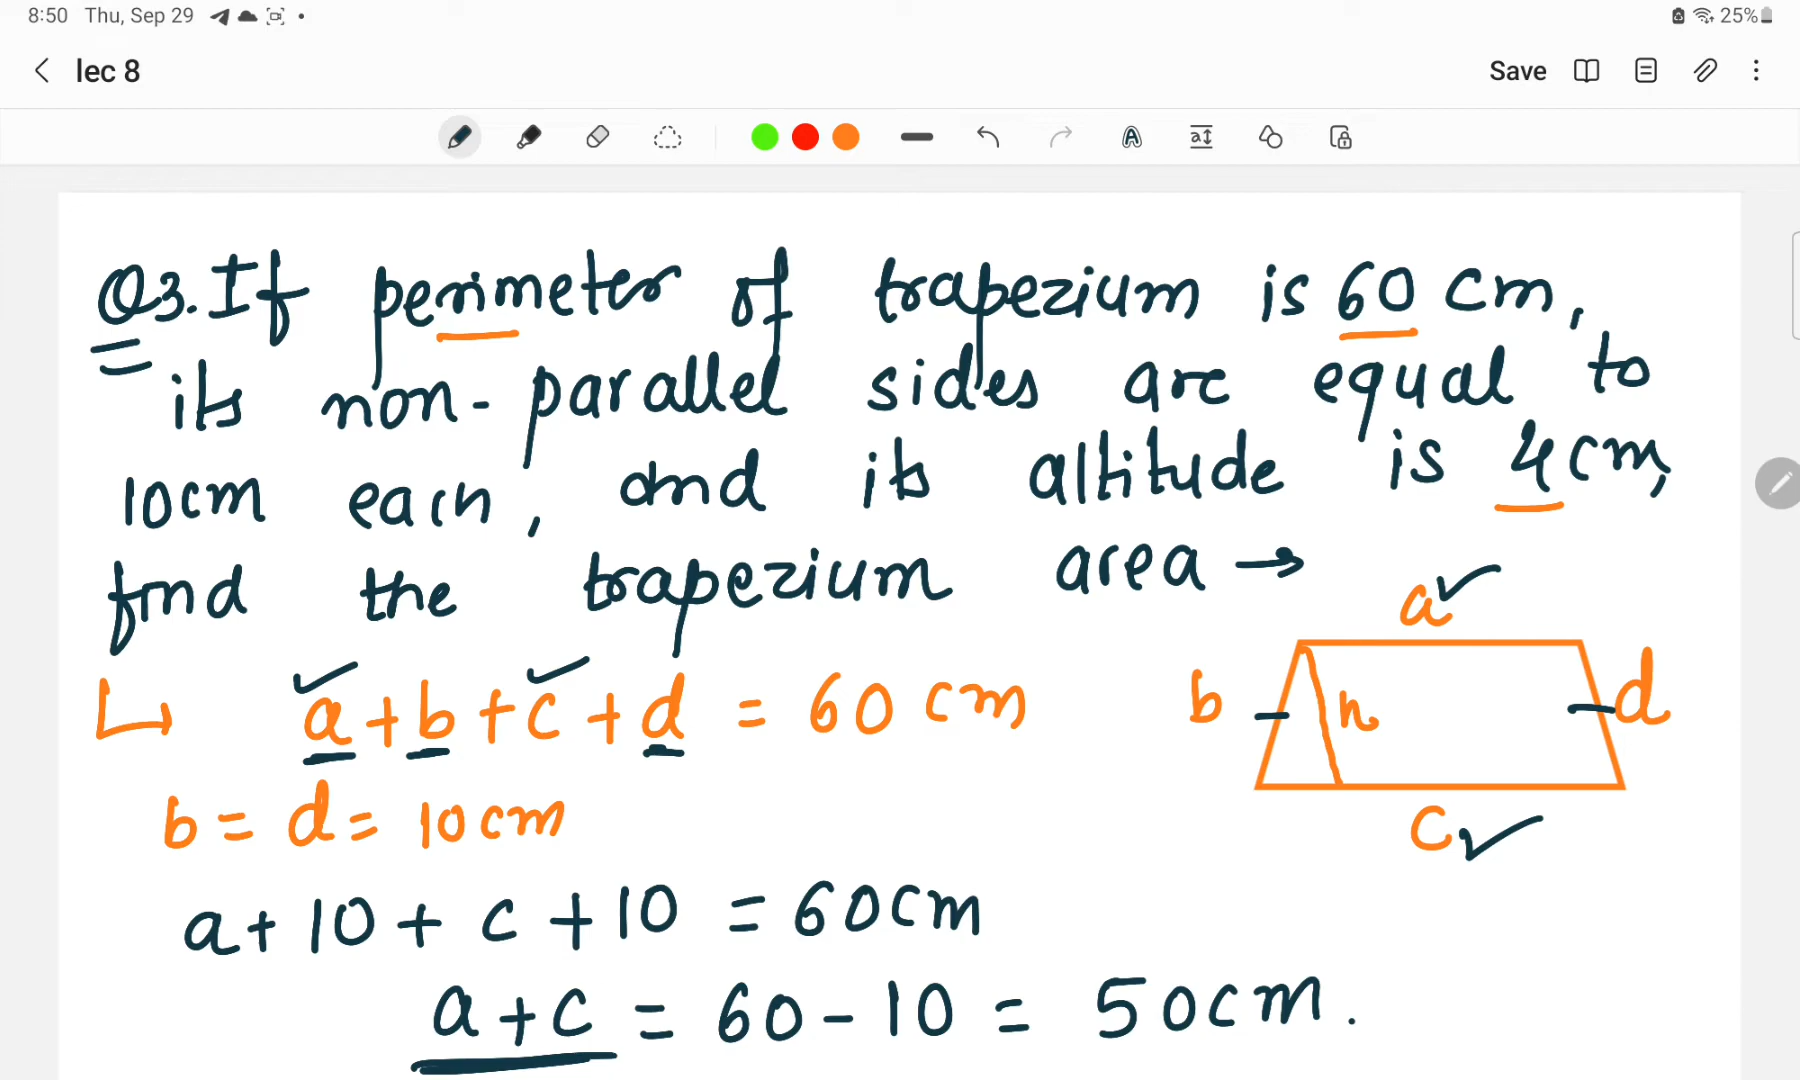 8:50 Thu, Sep 29
25%
lec 8
Save
Q3. If perimeter of trapezium is 60 cm,
its non-parallel sides are equal to
10cm each, and its altitude is 4cm,
find the trapezium area →
a
a + b + c + d = 60 cm
b h d
b = d = 10cm
c
a + 10 + c + 10 = 60cm
a + c = 60 - 10 = 50cm.